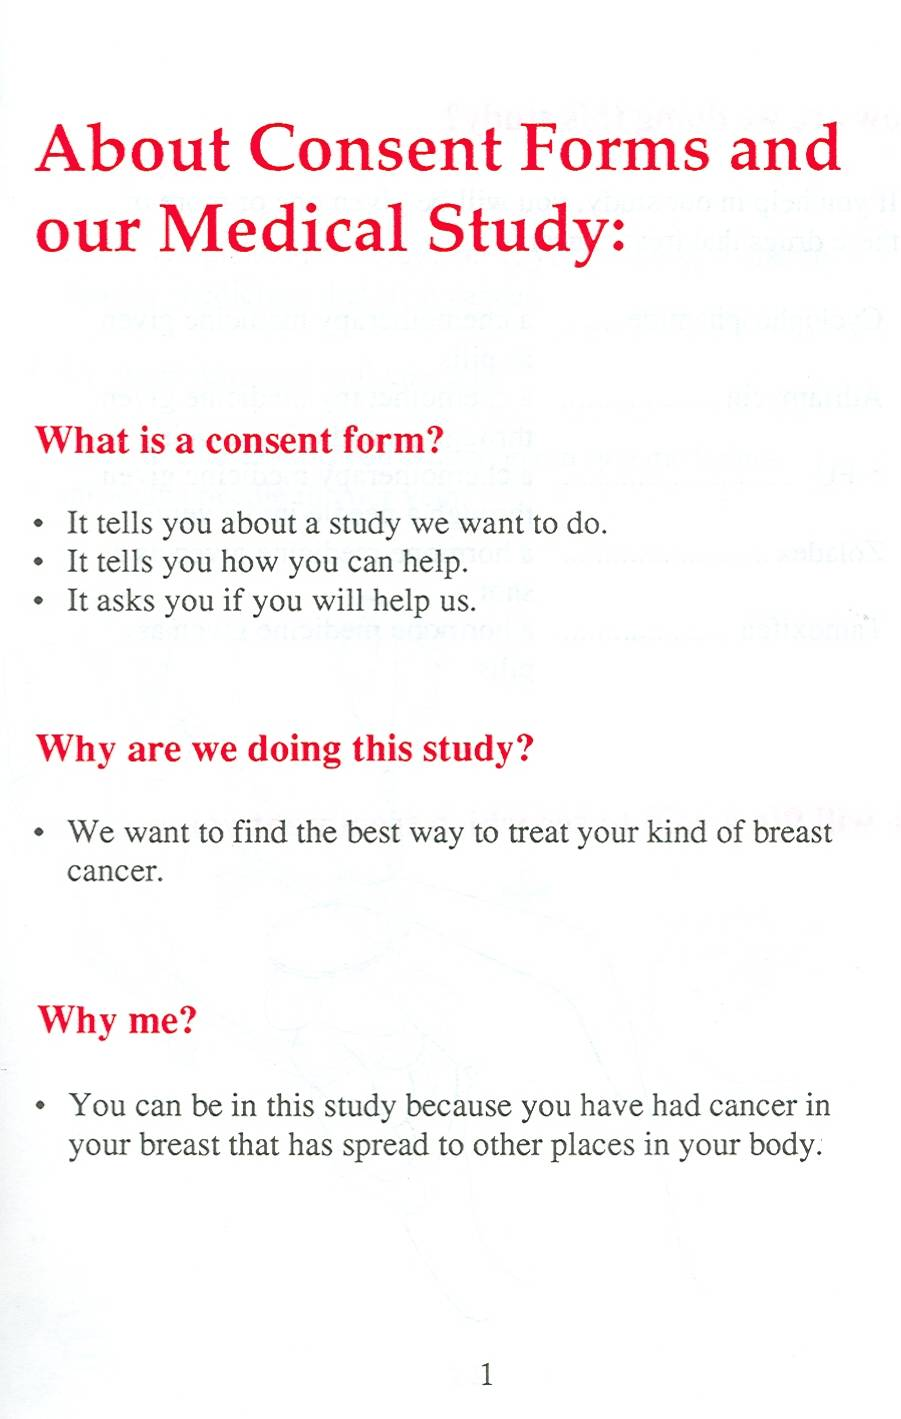 About Consent Forms and
our Medical Study:
What is a consent form?
• It tells you about a study we want to do.
• It tells you how you can help.
• It asks you if you will help us.
Why are we doing this study?
• We want to find the best way to treat your kind of breast
cancer.
Why me?
• You can be in this study because you have had cancer in
your breast that has spread to other places in your body.
1